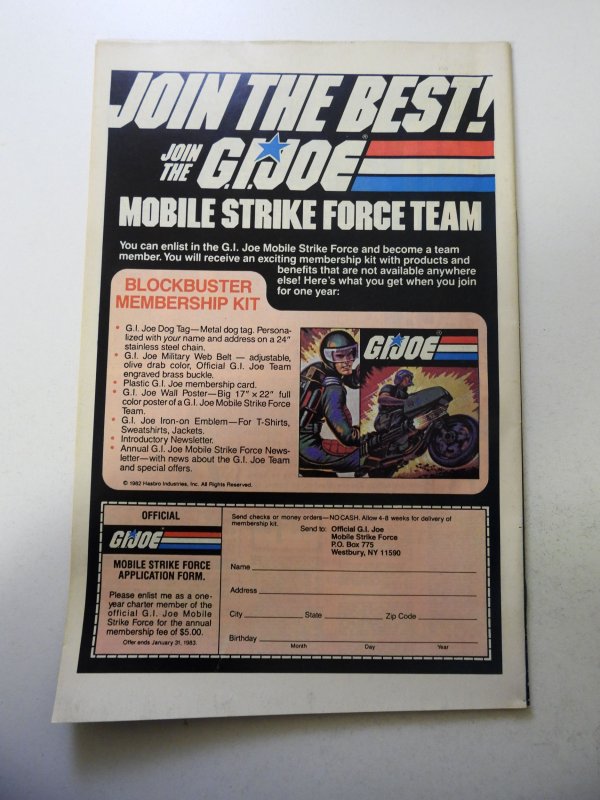 JOIN THE BEST!
JOIN
THE
G.I.JOE®
MOBILE STRIKE FORCE TEAM
You can enlist in the G.I. Joe Mobile Strike Force and become a team
member. You will receive an exciting membership kit with products and
benefits that are not available anywhere
else! Here's what you get when you join
for one year:
BLOCKBUSTER
MEMBERSHIP KIT
• G.I. Joe Dog Tag—Metal dog tag. Persona-
lized with your name and address on a 24"
stainless steel chain.
• G.I. Joe Military Web Belt — adjustable,
olive drab color, Official G.I. Joe Team
engraved brass buckle.
• Plastic G.I. Joe membership card.
• G.I. Joe Wall Poster—Big 17" x 22" full
color poster of a G.I. Joe Mobile Strike Force
Team.
• G.I. Joe Iron-on Emblem—For T-Shirts,
Sweatshirts, Jackets.
• Introductory Newsletter.
• Annual G.I. Joe Mobile Strike Force News-
letter—with news about the G.I. Joe Team
and special offers.
© 1982 Hasbro Industries, Inc. All Rights Reserved.
G.I.JOE
OFFICIAL
G.I.JOE
MOBILE STRIKE FORCE
APPLICATION FORM.
Please enlist me as a one-
year charter member of the
official G.I. Joe Mobile
Strike Force for the annual
membership fee of $5.00.
Offer ends January 31, 1983.
Send checks or money orders—NO CASH. Allow 4-8 weeks for delivery of
membership kit.
Send to: Official G.I. Joe
Mobile Strike Force
P.O. Box 775
Westbury, NY 11590
Name
Address
City State Zip Code
Birthday
Month Day Year